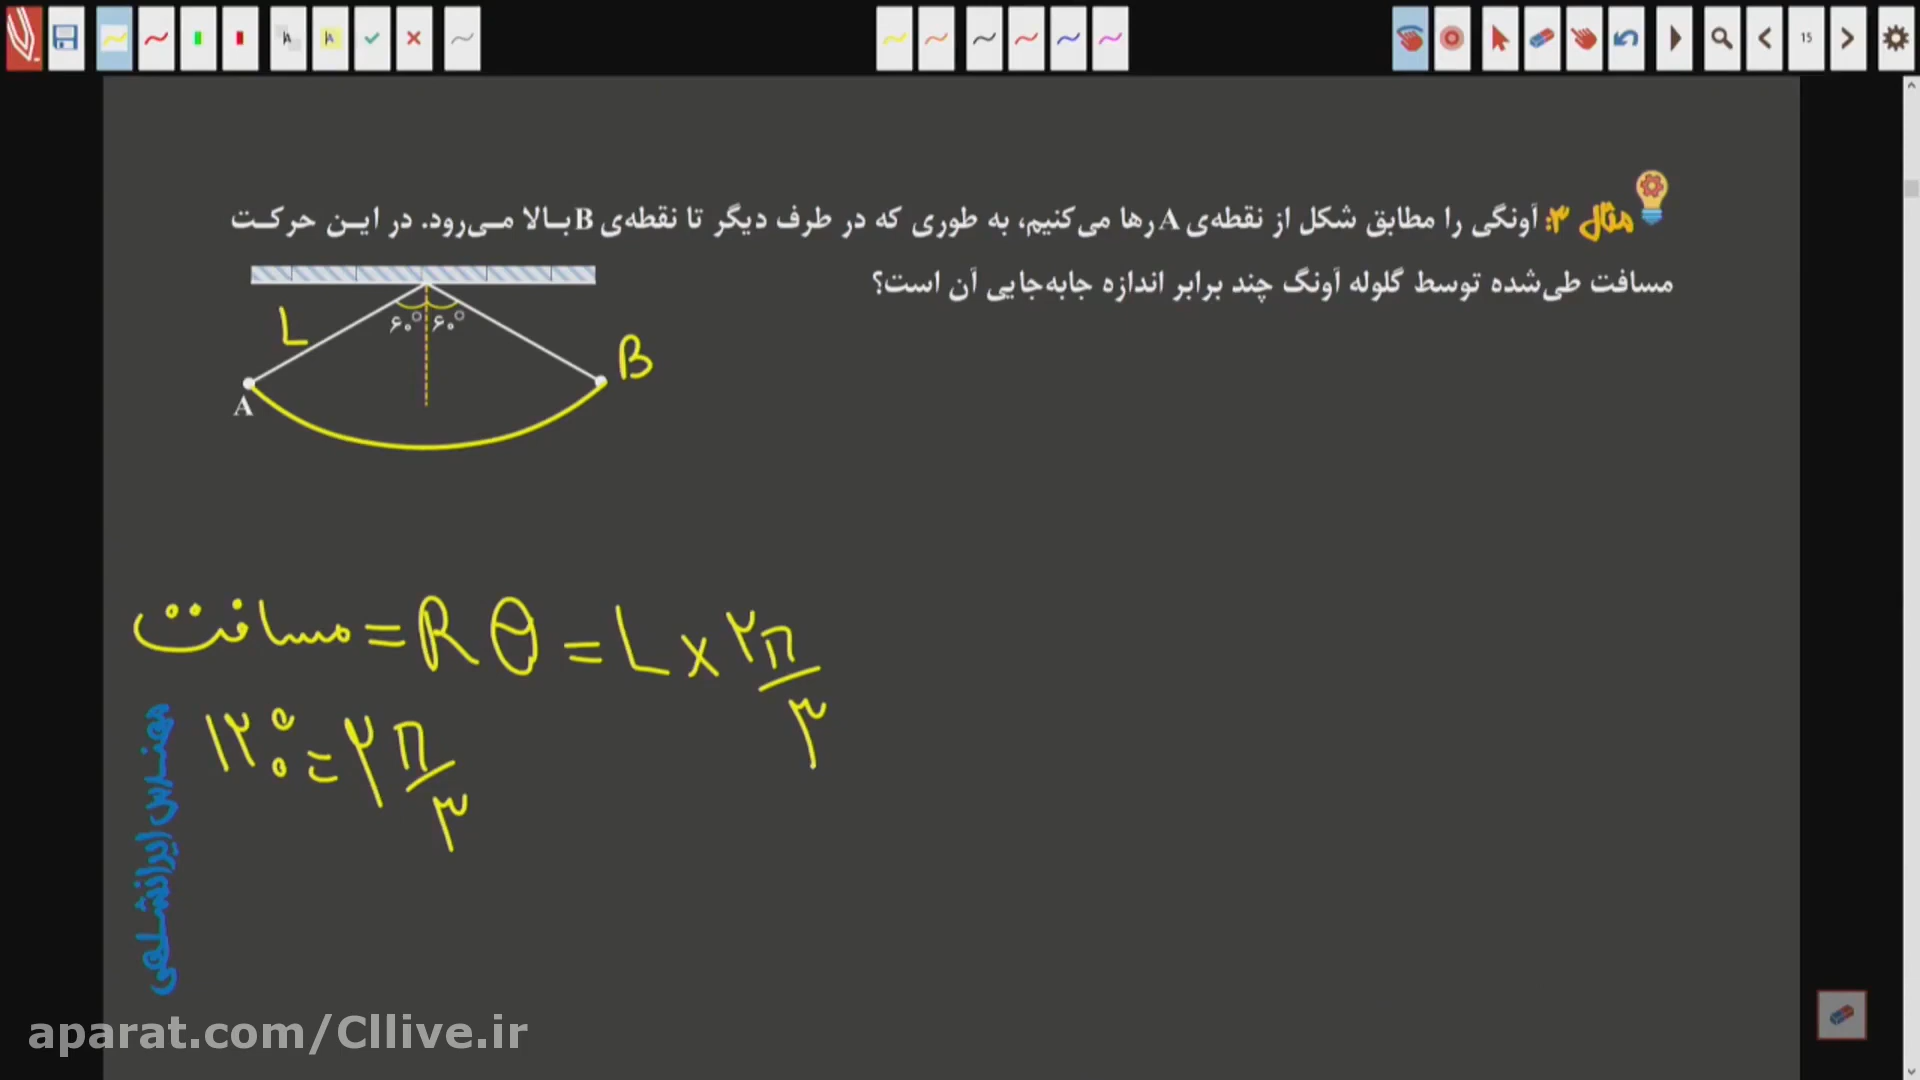 15
مثال ۳: آونگی را مطابق شکل از نقطه‌ی A رها می‌کنیم، به طوری که در طرف دیگر تا نقطه‌ی B بالا می‌رود. در این حرکت
مسافت طی‌شده توسط گلوله آونگ چند برابر اندازه جابه‌جایی آن است؟
L
۶۰° ۶۰°
B
A
مسافت = Rθ = L × ۲π/۳
۱۲۰° = ۲π/۳
aparat.com/Cllive.ir